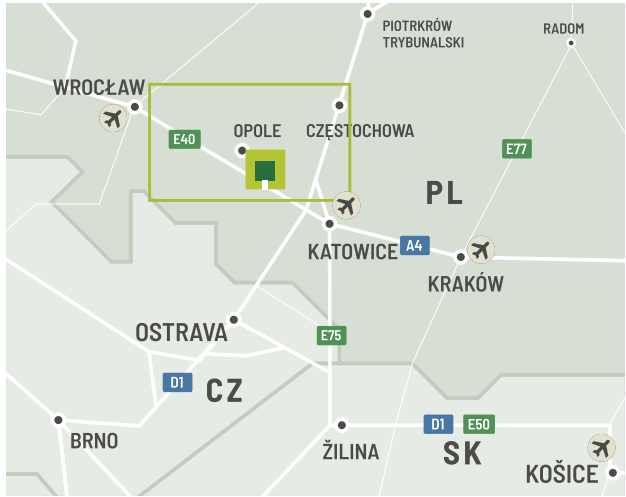 PIOTRKRÓW
TRYBUNALSKI
RADOM
WROCŁAW
OPOLE
CZĘSTOCHOWA
E40
E77
PL
KATOWICE
A4
KRAKÓW
OSTRAVA
E75
D1
CZ
BRNO
ŽILINA
D1
E50
SK
KOŠICE